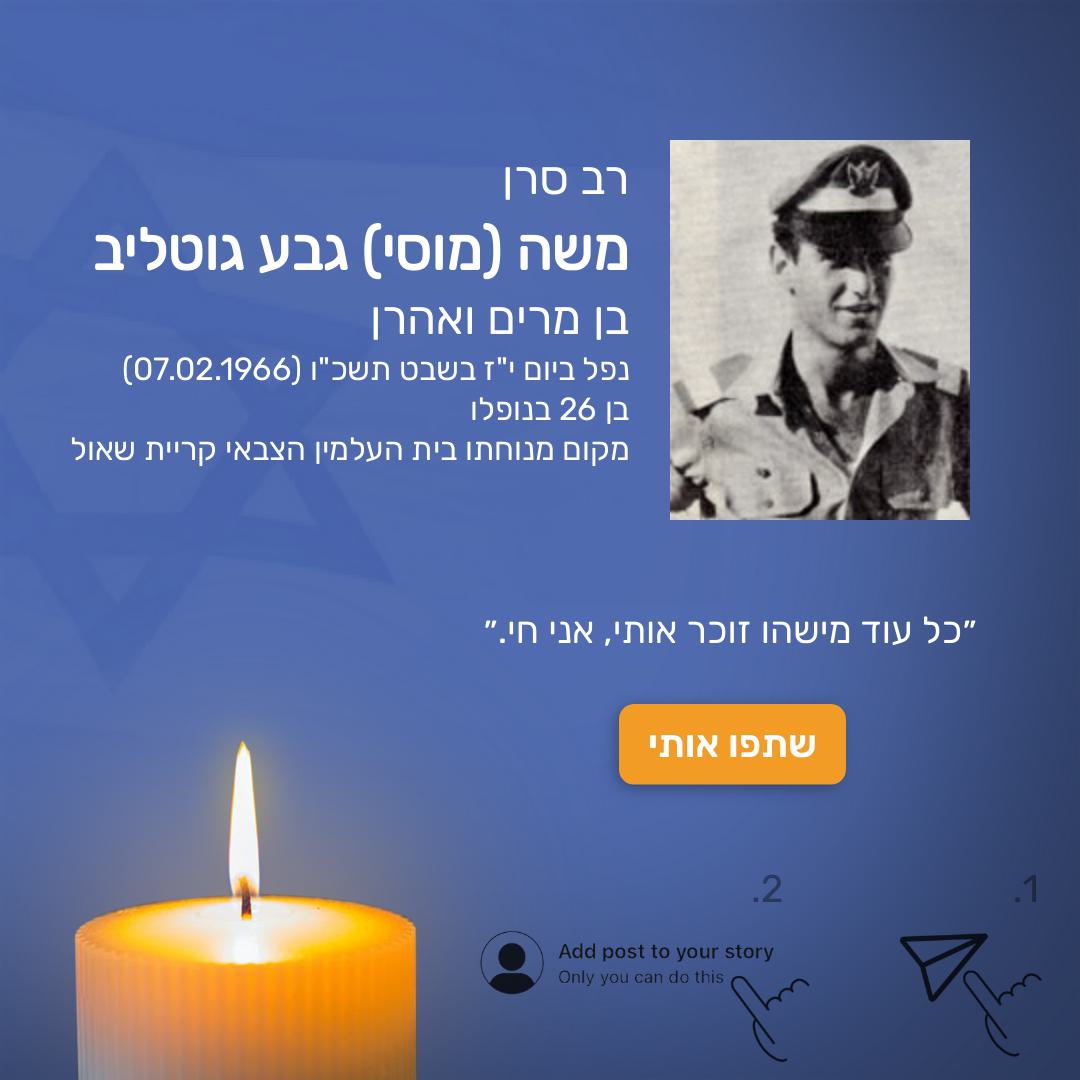 רב סרן
משה (מוסי) גבע גוטליב
בן מרים ואהרן
נפל ביום י"ז בשבט תשכ"ו (07.02.1966)
בן 26 בנופלו
מקום מנוחתו בית העלמין הצבאי קריית שאול
״כל עוד מישהו זוכר אותי, אני חי.״
שתפו אותי
.1
.2
Add post to your story
Only you can do this